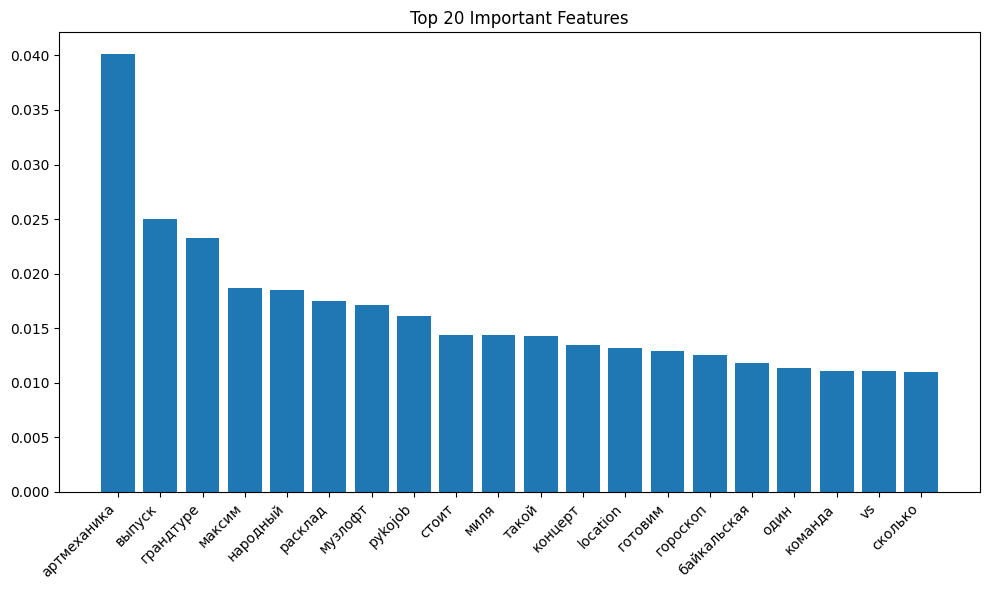 Top 20 Important Features
0.040
0.035
0.030
0.025
0.020
0.015
0.010
0.005
0.000
артмеханика
выпуск
грандтуре
максим
народный
расклад
музлофт
рукоjob
стоит
миля
такой
концерт
location
готовим
гороскоп
байкальская
один
команда
vs
сколько